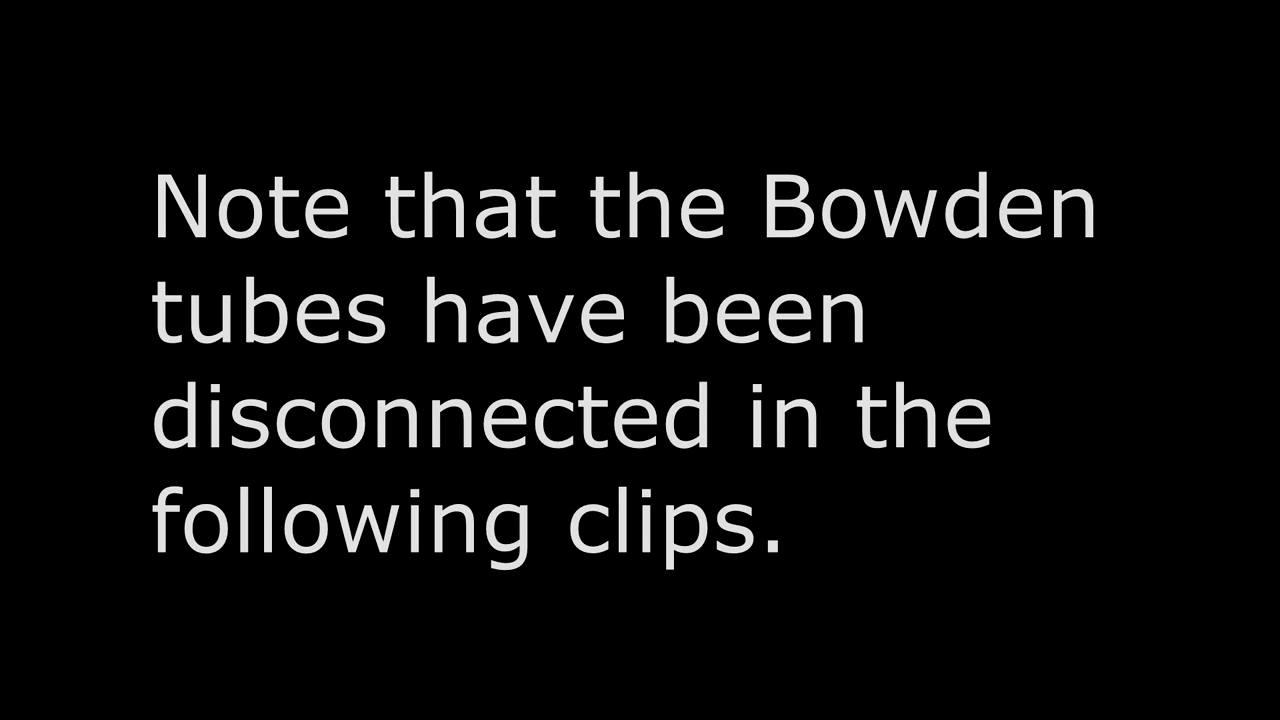 Note that the Bowden
tubes have been
disconnected in the
following clips.